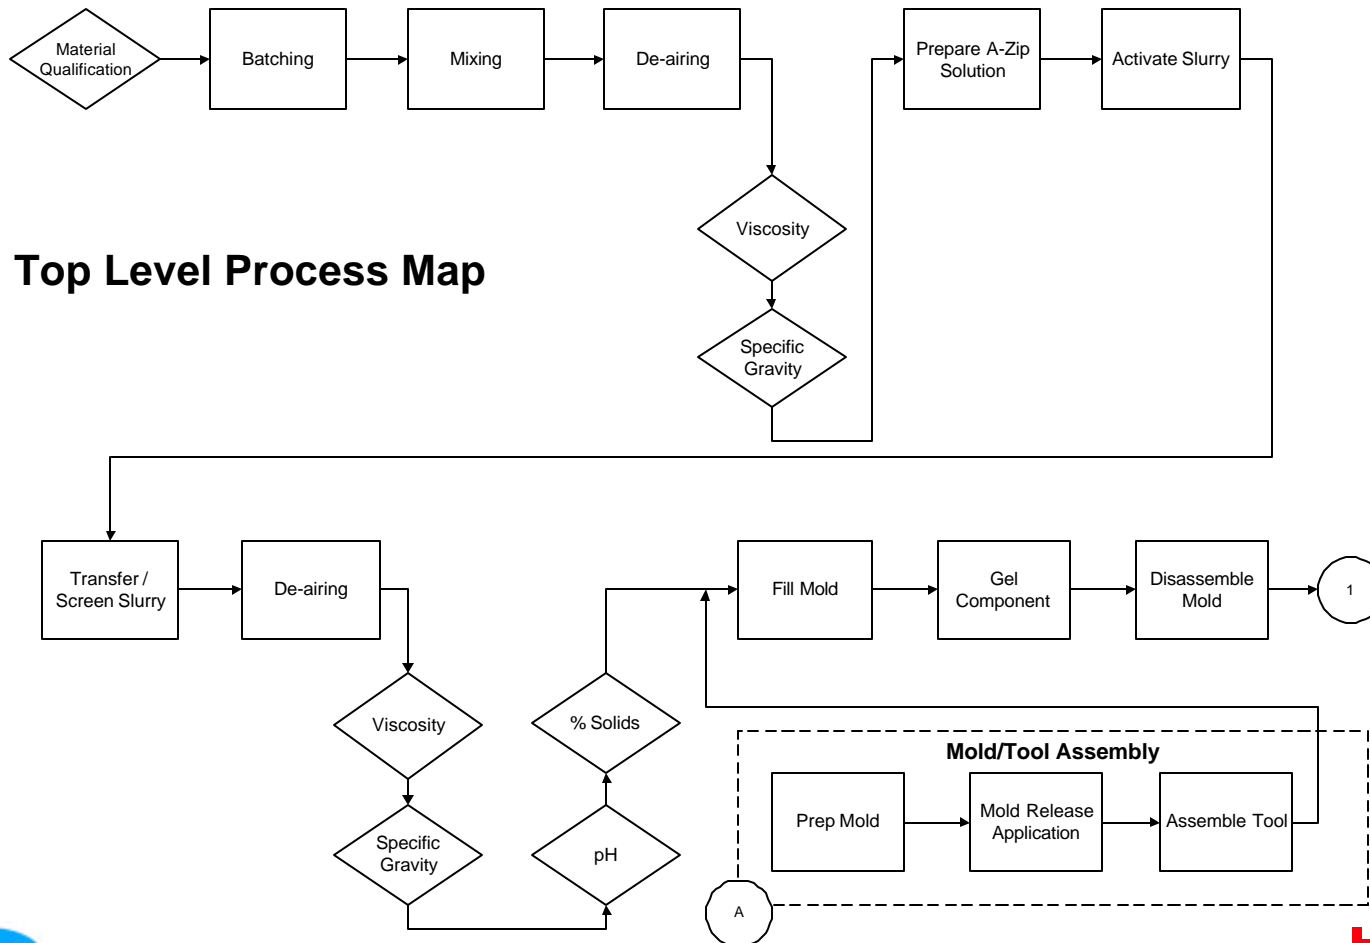 Material
Qualification
Batching
Mixing
De-airing
Prepare A-Zip
Solution
Activate Slurry
Viscosity
Specific
Gravity
Top Level Process Map
Transfer /
Screen Slurry
De-airing
Viscosity
Specific
Gravity
pH
% Solids
Fill Mold
Gel
Component
Disassemble
Mold
1
Mold/Tool Assembly
Prep Mold
Mold Release
Application
Assemble Tool
A